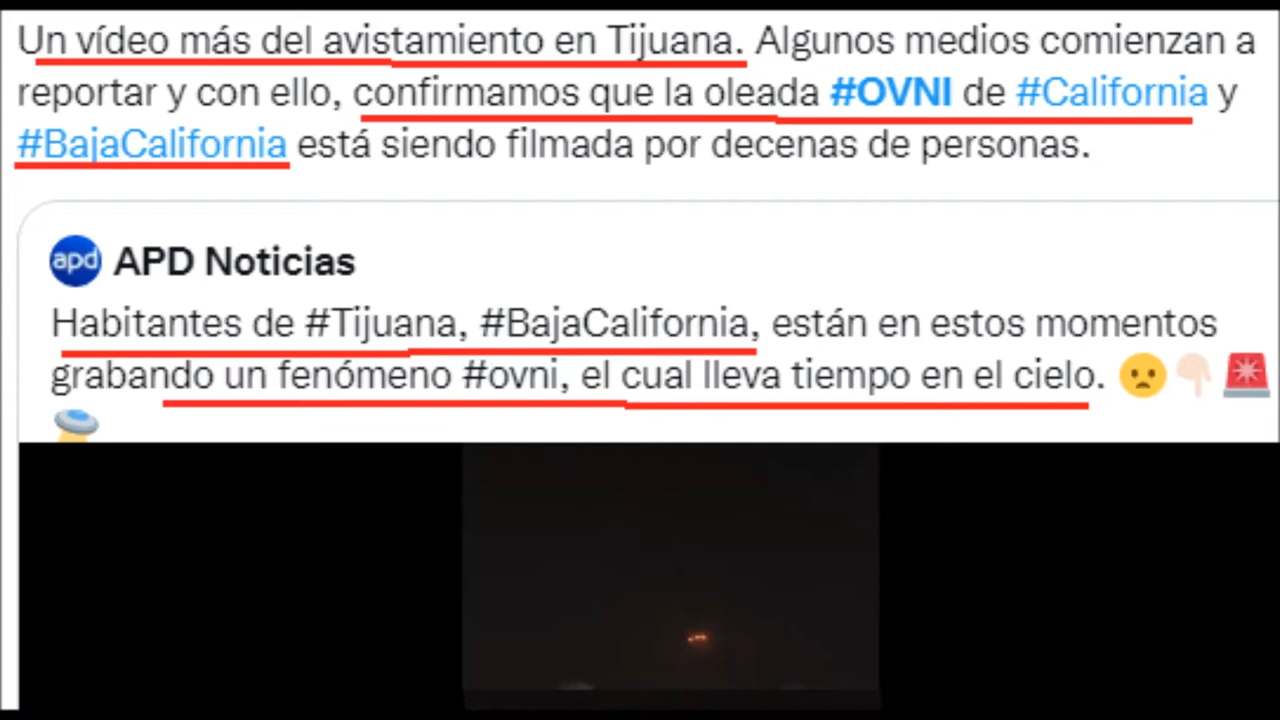 Un vídeo más del avistamiento en Tijuana. Algunos medios comienzan a
reportar y con ello, confirmamos que la oleada #OVNI de #California y
#BajaCalifornia está siendo filmada por decenas de personas.
apd APD Noticias
Habitantes de #Tijuana, #BajaCalifornia, están en estos momentos
grabando un fenómeno #ovni, el cual lleva tiempo en el cielo.